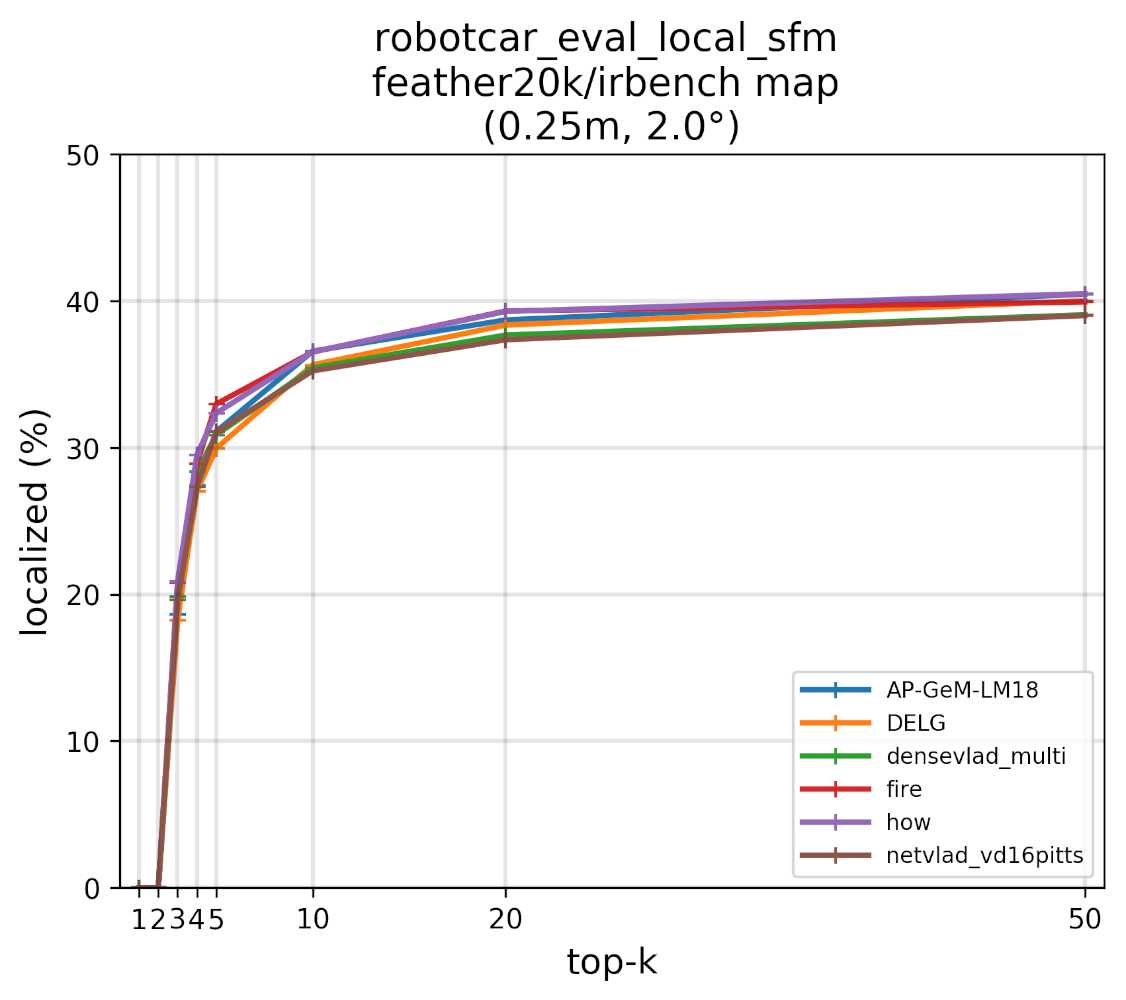 robotcar_eval_local_sfm
feather20k/irbench map
(0.25m, 2.0°)
50
40
30
20
10
0
localized (%)
1 2 3 4 5 10 20 50
top-k
AP-GeM-LM18
DELG
densevlad_multi
fire
how
netvlad_vd16pitts